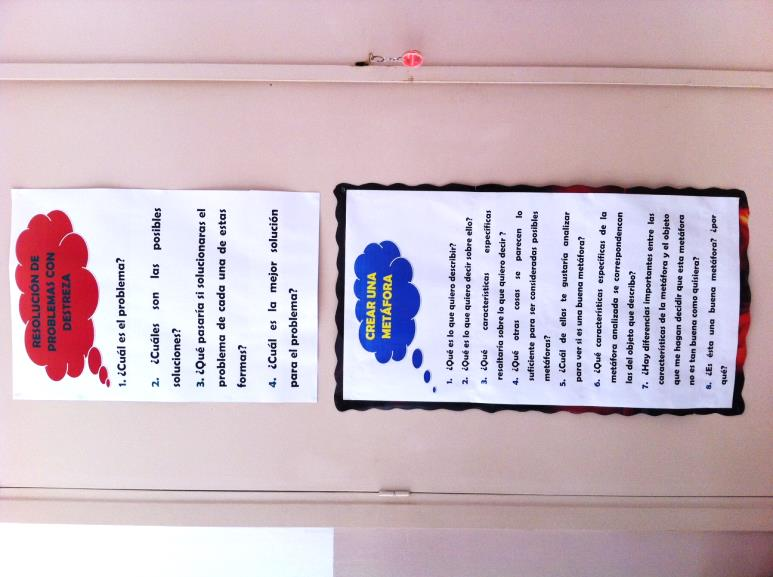 RESOLUCIÓN DE
PROBLEMAS CON
DESTREZA
1. ¿Cuál es el problema?
2. ¿Cuáles son las posibles
soluciones?
3. ¿Qué pasaría si solucionaras el
problema de cada una de estas
formas?
4. ¿Cuál es la mejor solución
para el problema?
CREAR UNA
METÁFORA
1. ¿Qué es lo que quiero describir?
2. ¿Qué es lo que quiero decir sobre ello?
3. ¿Qué características específicas
resaltaría sobre lo que quiero decir ?
4. ¿Qué otras cosas se parecen lo
suficiente para ser consideradas posibles
metáforas?
5. ¿Cuál de ellas te gustaría analizar
para ver si es una buena metáfora?
6. ¿Qué características específicas de la
metáfora analizada se correspondencon
las del objeto que describo?
7. ¿Hay diferencias importantes entre las
características de la metáfora y el objeto
que me hagan decidir que esta metáfora
no es tan buena como quisiera?
8. ¿Es ésta una buena metáfora? ¿por
qué?